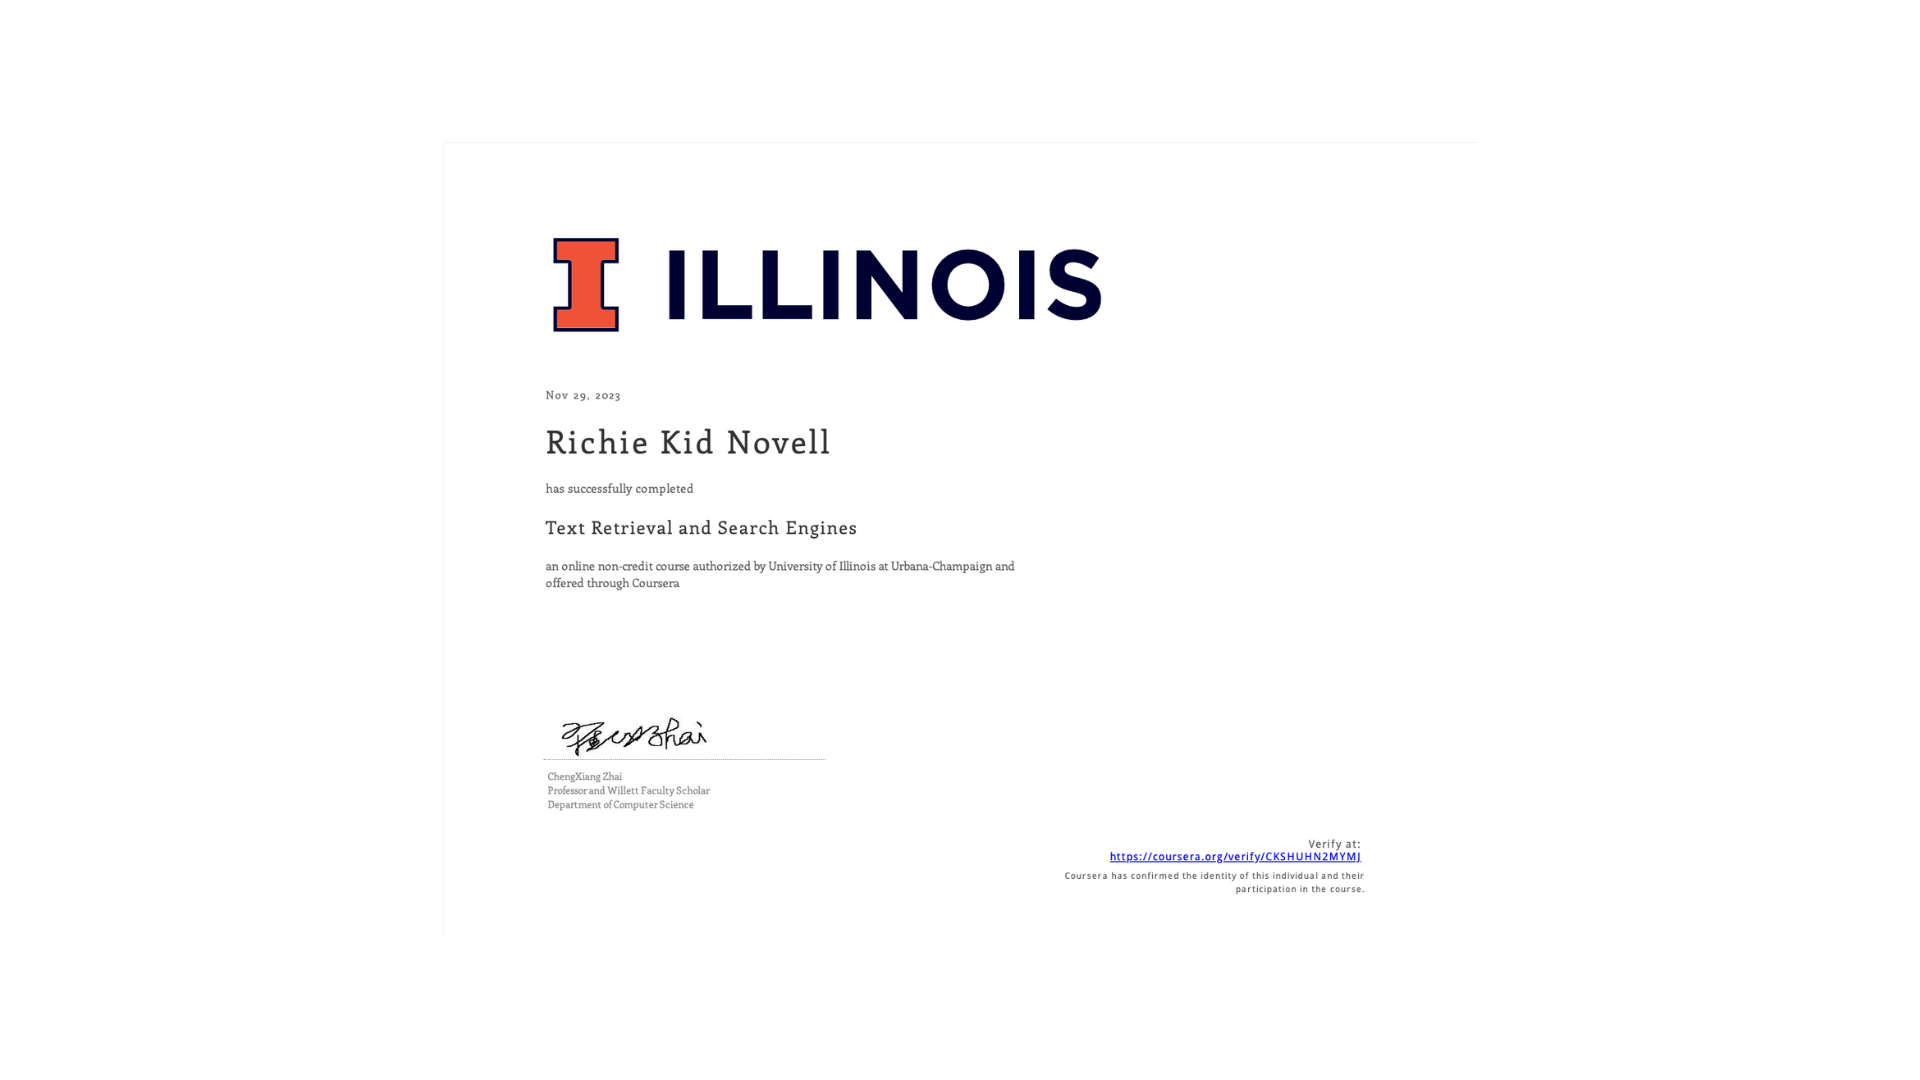 I ILLINOIS
Nov 29, 2023
Richie Kid Novell
has successfully completed
Text Retrieval and Search Engines
an online non-credit course authorized by University of Illinois at Urbana-Champaign and
offered through Coursera
ChengXiang Zhai
Professor and Willett Faculty Scholar
Department of Computer Science
Verify at:
https://coursera.org/verify/CKSHUHN2MYMJ
Coursera has confirmed the identity of this individual and their
participation in the course.